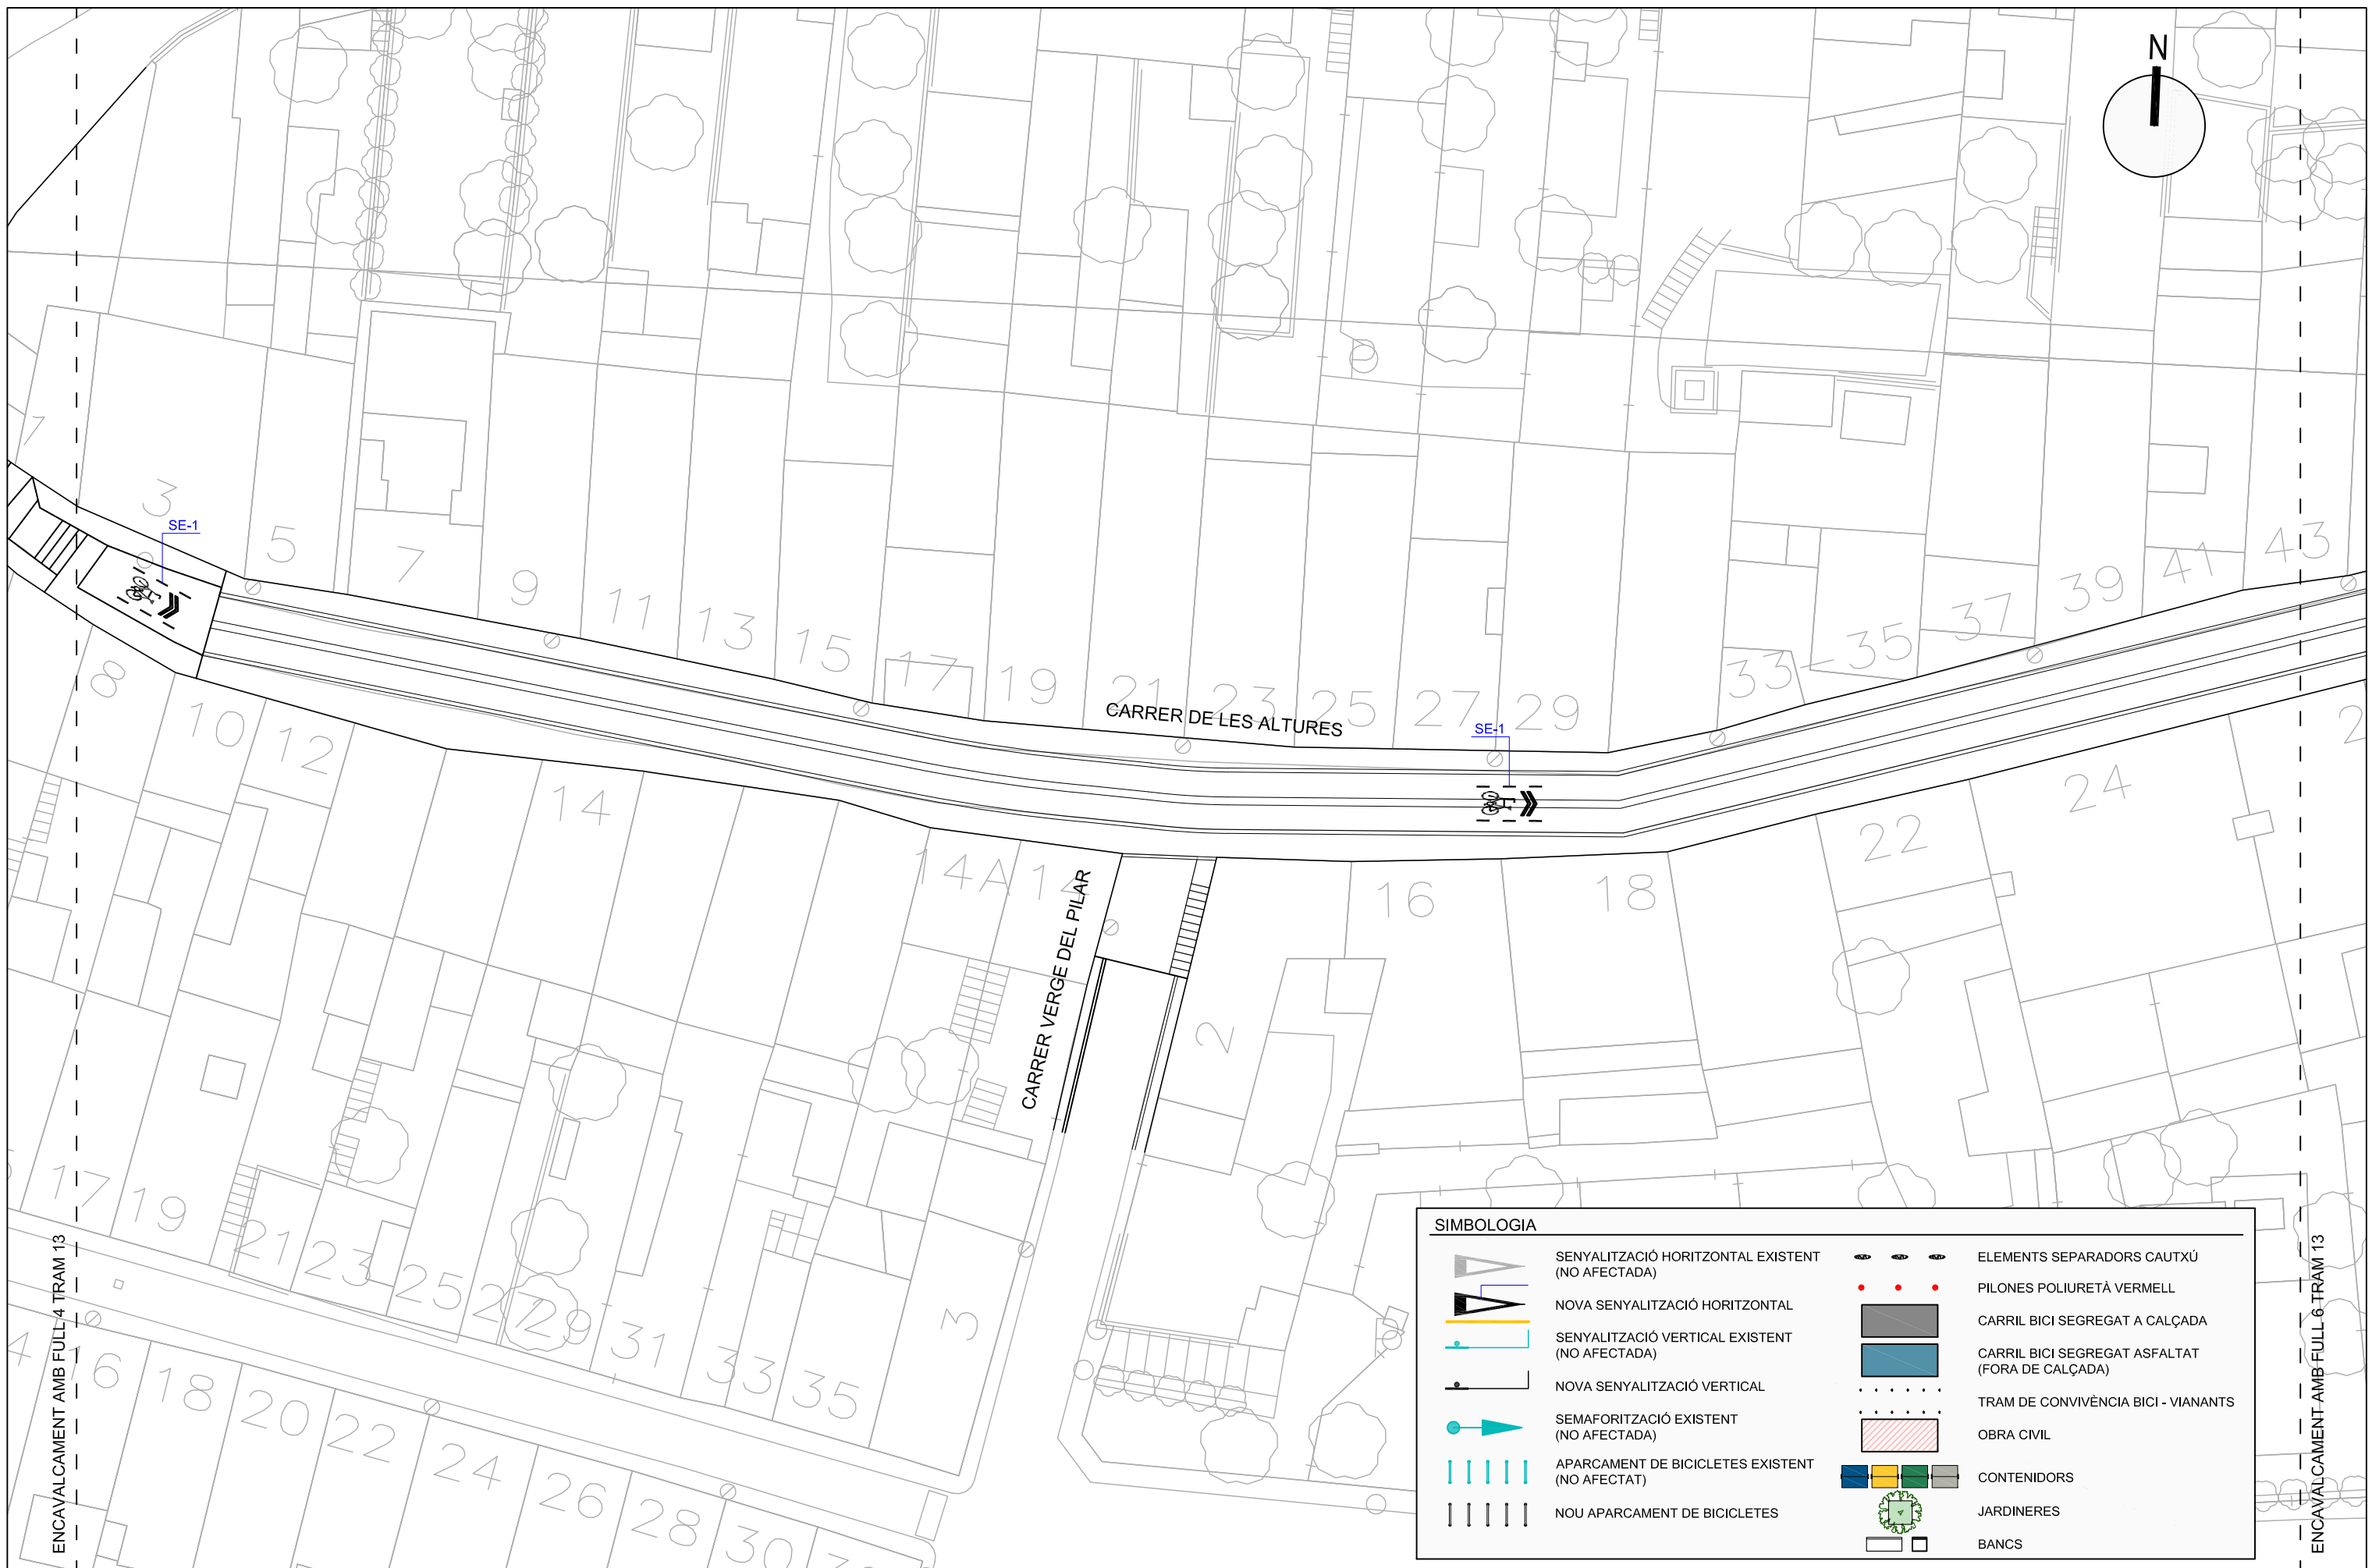 N
1
3
SE-1
5
7
9
11
13
15
17
19
21
23
25
27
29
33-35
37
39
41
43
CARRER DE LES ALTURES
SE-1
8
10
12
14
14A
14
16
18
22
24
2
CARRER VERGE DEL PILAR
2
3
17
19
21
23
25
27
29
31
33
35
16
18
20
22
24
26
28
30
ENCAVALCAMENT AMB FULL 4 TRAM 13
ENCAVALCAMENT AMB FULL 6 TRAM 13
SIMBOLOGIA
SENYALITZACIÓ HORITZONTAL EXISTENT
(NO AFECTADA)
NOVA SENYALITZACIÓ HORITZONTAL
SENYALITZACIÓ VERTICAL EXISTENT
(NO AFECTADA)
NOVA SENYALITZACIÓ VERTICAL
SEMAFORITZACIÓ EXISTENT
(NO AFECTADA)
APARCAMENT DE BICICLETES EXISTENT
(NO AFECTAT)
NOU APARCAMENT DE BICICLETES
ELEMENTS SEPARADORS CAUTXÚ
PILONES POLIURETÀ VERMELL
CARRIL BICI SEGREGAT A CALÇADA
CARRIL BICI SEGREGAT ASFALTAT
(FORA DE CALÇADA)
TRAM DE CONVIVÈNCIA BICI - VIANANTS
OBRA CIVIL
CONTENIDORS
JARDINERES
BANCS